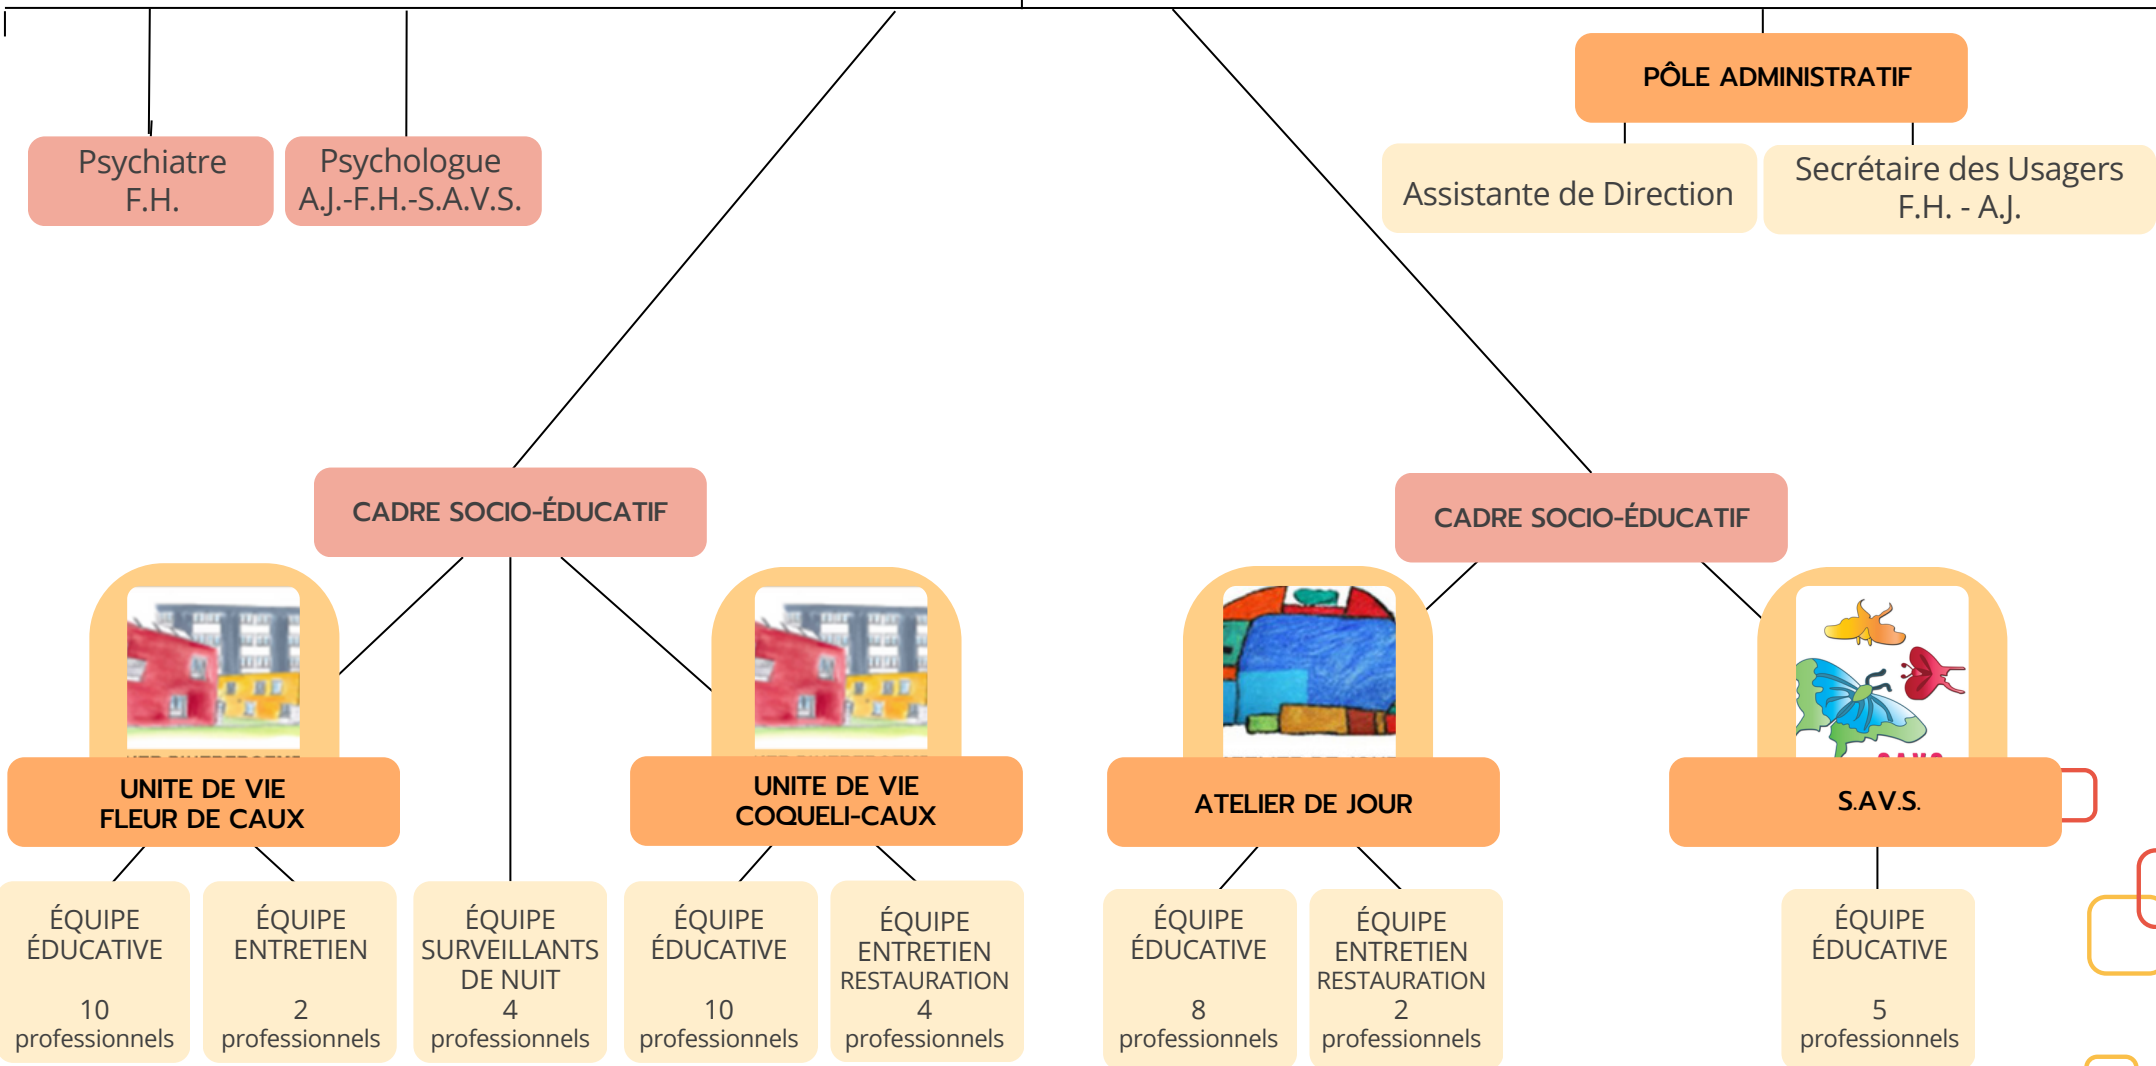 PÔLE ADMINISTRATIF
Psychiatre
F.H.
Psychologue
A.J.-F.H.-S.A.V.S.
Assistante de Direction
Secrétaire des Usagers
F.H. - A.J.
CADRE SOCIO-ÉDUCATIF
CADRE SOCIO-ÉDUCATIF
UNITE DE VIE
FLEUR DE CAUX
UNITE DE VIE
COQUELI-CAUX
ATELIER DE JOUR
S.AV.S.
ÉQUIPE
ÉDUCATIVE
10
professionnels
ÉQUIPE
ENTRETIEN
2
professionnels
ÉQUIPE
SURVEILLANTS
DE NUIT
4
professionnels
ÉQUIPE
ÉDUCATIVE
10
professionnels
ÉQUIPE
ENTRETIEN
RESTAURATION
4
professionnels
ÉQUIPE
ÉDUCATIVE
8
professionnels
ÉQUIPE
ENTRETIEN
RESTAURATION
2
professionnels
ÉQUIPE
ÉDUCATIVE
5
professionnels